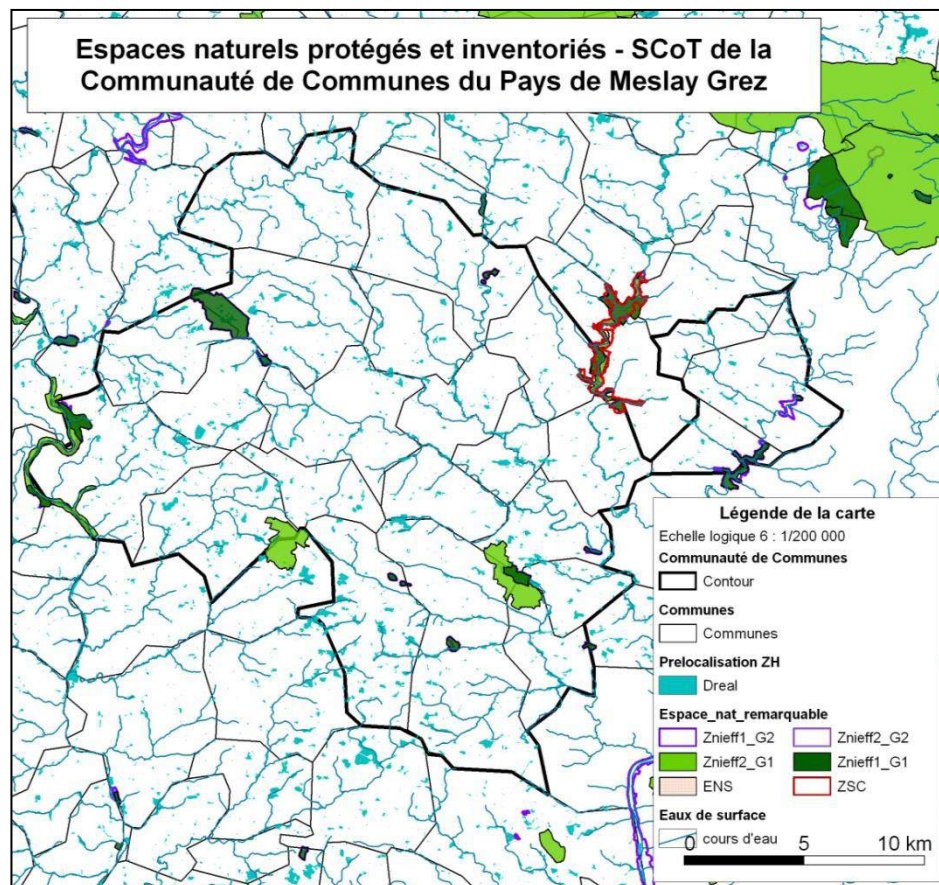 Espaces naturels protégés et inventoriés - SCoT de la
Communauté de Communes du Pays de Meslay Grez
Légende de la carte
Echelle logique 6 : 1/200 000
Communauté de Communes
Contour
Communes
Communes
Prelocalisation ZH
Dreal
Espace_nat_remarquable
Znieff1_G2 Znieff2_G2
Znieff2_G1 Znieff1_G1
ENS ZSC
Eaux de surface
cours d'eau
0 5 10 km